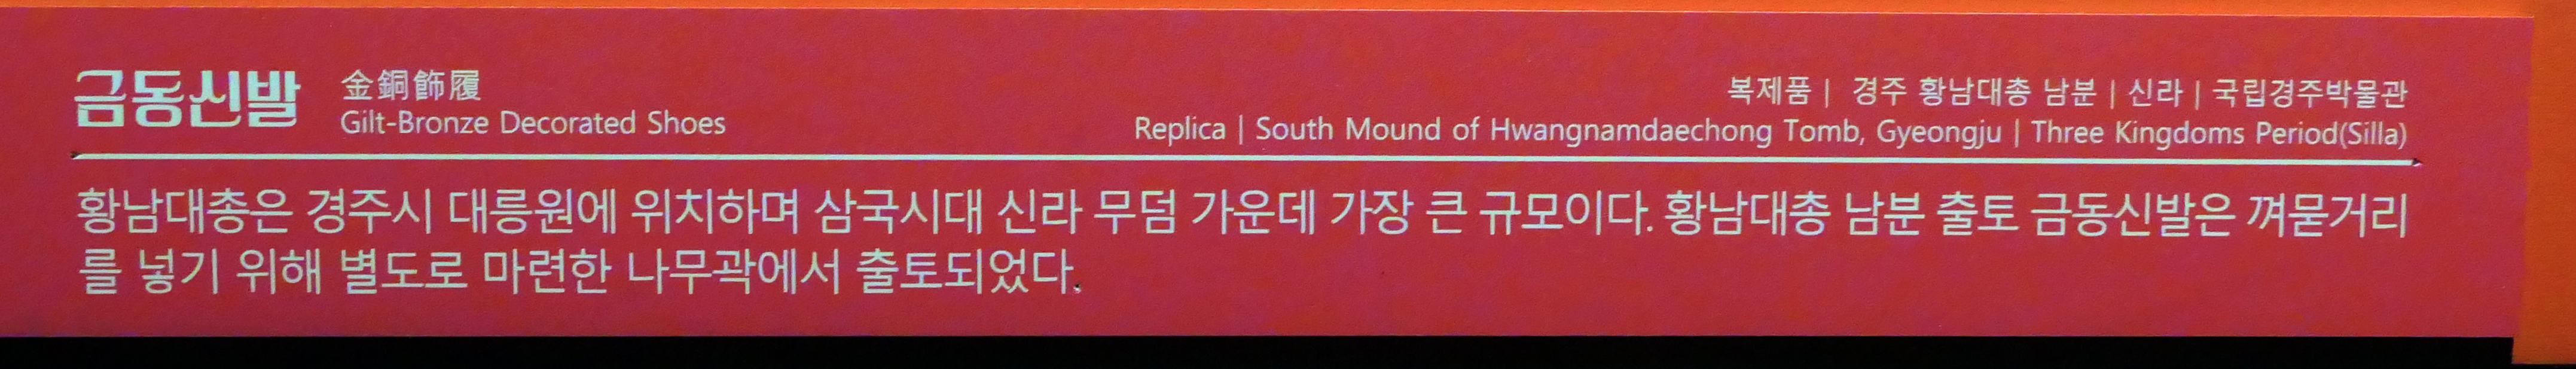 금동신발 金銅飾履
Gilt-Bronze Decorated Shoes
복제품 | 경주 황남대총 남분 | 신라 | 국립경주박물관
Replica | South Mound of Hwangnamdaechong Tomb, Gyeongju | Three Kingdoms Period(Silla)
황남대총은 경주시 대릉원에 위치하며 삼국시대 신라 무덤 가운데 가장 큰 규모이다. 황남대총 남분 출토 금동신발은 껴묻거리
를 넣기 위해 별도로 마련한 나무곽에서 출토되었다.